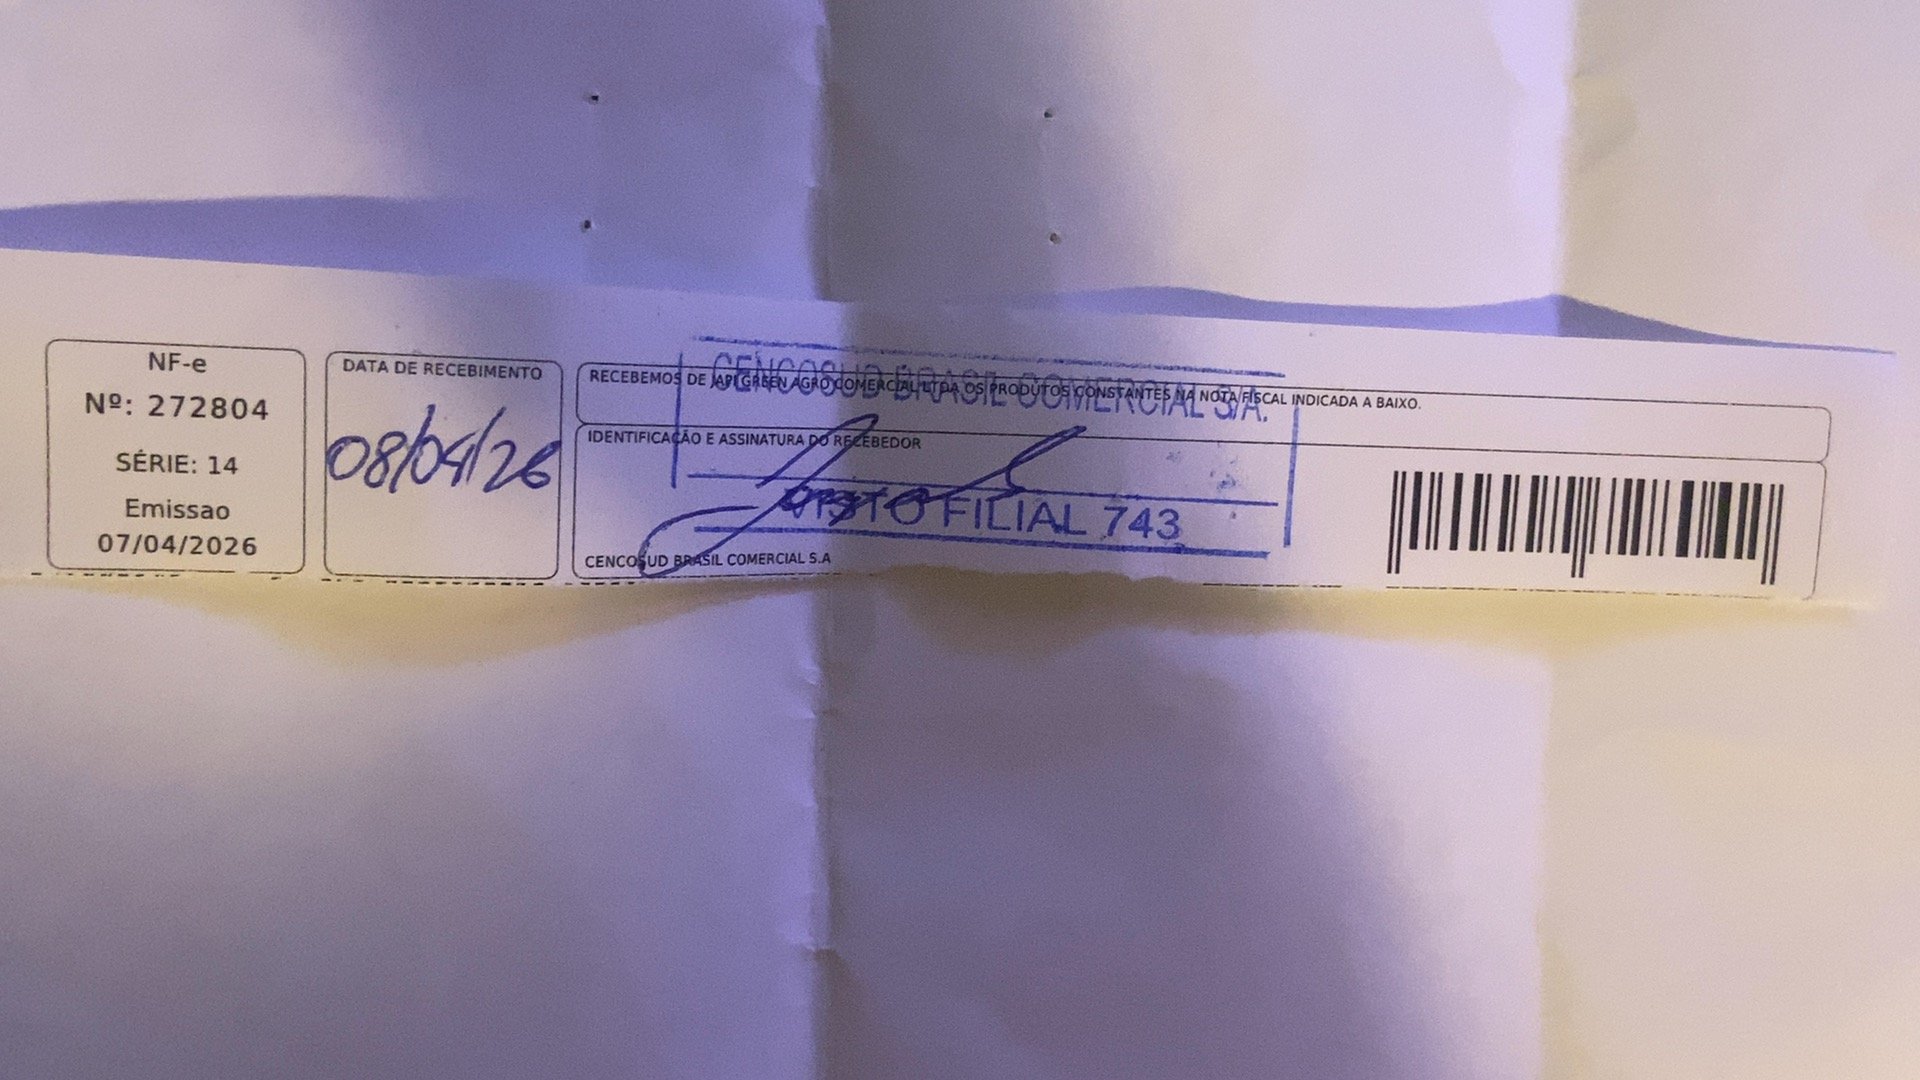 NF-e
Nº: 272804
SÉRIE: 14
Emissao
07/04/2026
DATA DE RECEBIMENTO
08/04/26
RECEBEMOS DE JAPI GREEN AGRO COMERCIAL LTDA OS PRODUTOS CONSTANTES NA NOTA FISCAL INDICADA A BAIXO.
CENCOSUD BRASIL COMERCIAL S/A.
IDENTIFICAÇÃO E ASSINATURA DO RECEBEDOR
VISTO FILIAL 743
CENCOSUD BRASIL COMERCIAL S.A